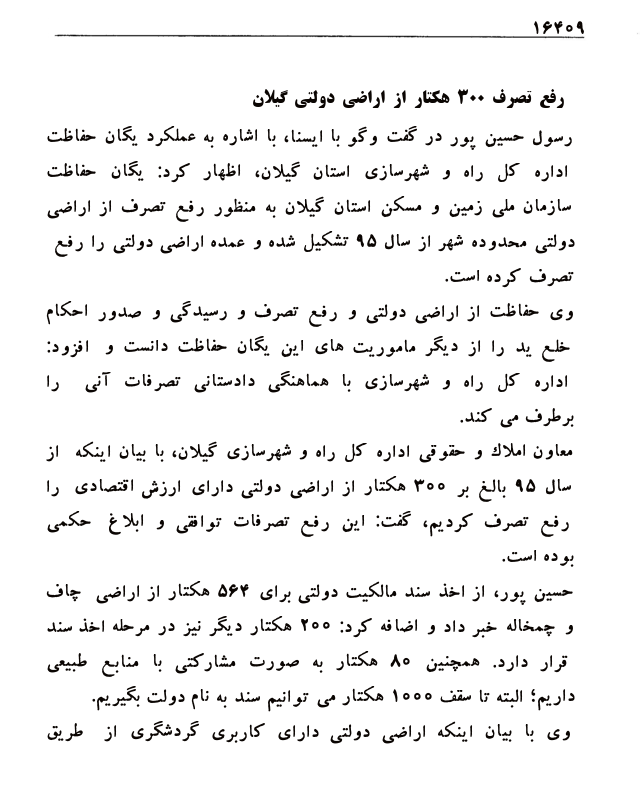 ۱۶۴۰۹
رفع تصرف ۳۰۰ هکتار از اراضی دولتی گیلان
رسول حسین پور در گفت وگو با ایسنا، با اشاره به عملکرد یگان حفاظت
اداره کل راه و شهرسازی استان گیلان، اظهار کرد: یگان حفاظت
سازمان ملی زمین و مسکن استان گیلان به منظور رفع تصرف از اراضی
دولتی محدوده شهر از سال ۹۵ تشکیل شده و عمده اراضی دولتی را رفع
تصرف کرده است.
وی حفاظت از اراضی دولتی و رفع تصرف و رسیدگی و صدور احکام
خلع ید را از دیگر ماموریت های این یگان حفاظت دانست و افزود:
اداره کل راه و شهرسازی با هماهنگی دادستانی تصرفات آنی را
برطرف می کند.
معاون املاك و حقوقی اداره کل راه و شهرسازی گیلان، با بیان اینکه از
سال ۹۵ بالغ بر ۳۰۰ هکتار از اراضی دولتی دارای ارزش اقتصادی را
رفع تصرف کردیم، گفت: این رفع تصرفات توافقی و ابلاغ حکمی
بوده است.
حسین پور، از اخذ سند مالکیت دولتی برای ۵۶۴ هکتار از اراضی چاف
و چمخاله خبر داد و اضافه کرد: ۲۰۰ هکتار دیگر نیز در مرحله اخذ سند
قرار دارد. همچنین ۸۰ هکتار به صورت مشارکتی با منابع طبیعی
داریم؛ البته تا سقف ۱۰۰۰ هکتار می توانیم سند به نام دولت بگیریم.
وی با بیان اینکه اراضی دولتی دارای کاربری گردشگری از طریق